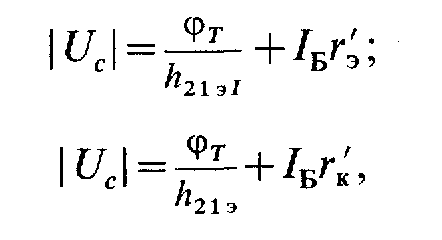 |U_c| = φ_T / h_21эI + I_Б r′_э;
|U_c| = φ_T / h_21э + I_Б r′_к,